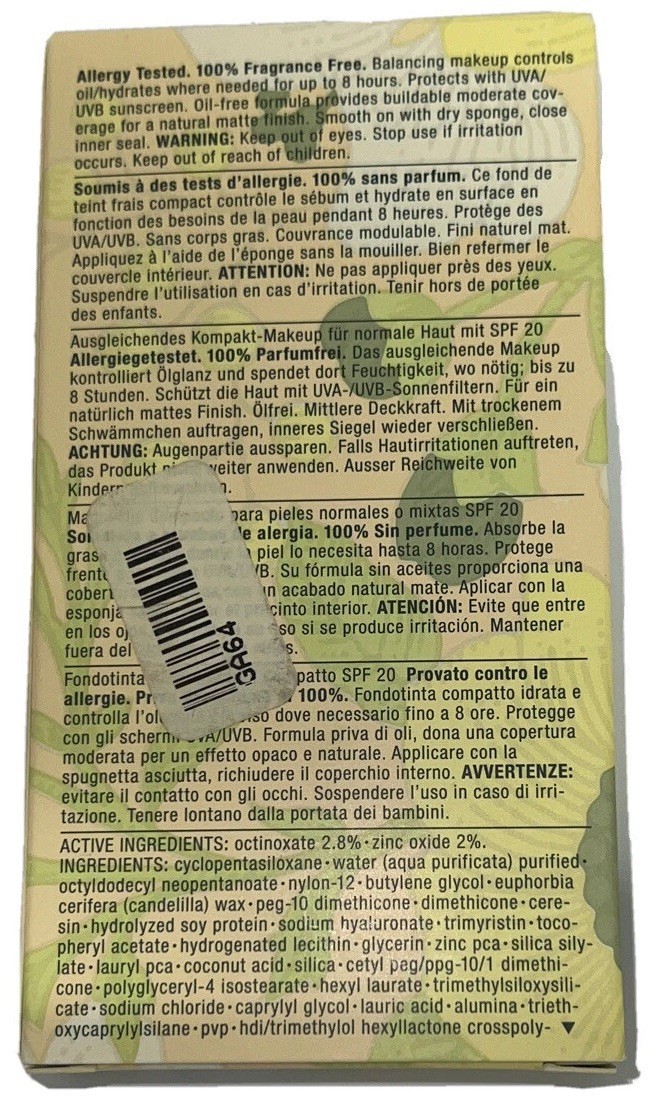 Allergy Tested. 100% Fragrance Free. Balancing makeup controls
oil/hydrates where needed for up to 8 hours. Protects with UVA/
UVB sunscreen. Oil-free formula provides buildable moderate cov-
erage for a natural matte finish. Smooth on with dry sponge, close
inner seal. WARNING: Keep out of eyes. Stop use if irritation
occurs. Keep out of reach of children.
Soumis à des tests d'allergie. 100% sans parfum. Ce fond de
teint frais compact contrôle le sébum et hydrate en surface en
fonction des besoins de la peau pendant 8 heures. Protège des
UVA/UVB. Sans corps gras. Couvrance modulable. Fini naturel mat.
Appliquez à l'aide de l'éponge sans la mouiller. Bien refermer le
couvercle intérieur. ATTENTION: Ne pas appliquer près des yeux.
Suspendre l'utilisation en cas d'irritation. Tenir hors de portée
des enfants.
Ausgleichendes Kompakt-Makeup für normale Haut mit SPF 20
Allergiegetestet. 100% Parfumfrei. Das ausgleichende Makeup
kontrolliert Ölglanz und spendet dort Feuchtigkeit, wo nötig; bis zu
8 Stunden. Schützt die Haut mit UVA-/UVB-Sonnenfiltern. Für ein
natürlich mattes Finish. Ölfrei. Mittlere Deckkraft. Mit trockenem
Schwämmchen auftragen, inneres Siegel wieder verschließen.
ACHTUNG: Augenpartie aussparen. Falls Hautirritationen auftreten,
das Produkt weiter anwenden. Ausser Reichweite von
para pieles normales o mixtas SPF 20
alergia. 100% Sin perfume. Absorbe la
piel lo necesita hasta 8 horas. Protege
Su fórmula sin aceites proporciona una
acabado natural mate. Aplicar con la
interior. ATENCIÓN: Evite que entre
en los si se produce irritación. Mantener
fuera
GA64
Fondotinta SPF 20 Provato contro le
allergie. 100%. Fondotinta compatto idrata e
controlla dove necessario fino a 8 ore. Protegge
con gli UVA/UVB. Formula priva di oli, dona una copertura
moderata per un effetto opaco e naturale. Applicare con la
spugnetta asciutta, richiudere il coperchio interno. AVVERTENZE:
evitare il contatto con gli occhi. Sospendere l'uso in caso di irri-
tazione. Tenere lontano dalla portata dei bambini.
ACTIVE INGREDIENTS: octinoxate 2.8%·zinc oxide 2%.
INGREDIENTS: cyclopentasiloxane·water (aqua purificata) purified·
octyldodecyl neopentanoate·nylon-12·butylene glycol·euphorbia
cerifera (candelilla) wax·peg-10 dimethicone·dimethicone·cere-
sin·hydrolyzed soy protein·sodium hyaluronate·trimyristin·toco-
pheryl acetate·hydrogenated lecithin·glycerin·zinc pca·silica sily-
late·lauryl pca·coconut acid·silica·cetyl peg/ppg-10/1 dimethi-
cone·polyglyceryl-4 isostearate·hexyl laurate·trimethylsiloxysili-
cate·sodium chloride·caprylyl glycol·lauric acid·alumina·trieth-
oxycaprylylsilane·pvp·hdi/trimethylol hexyllactone crosspoly- ▼